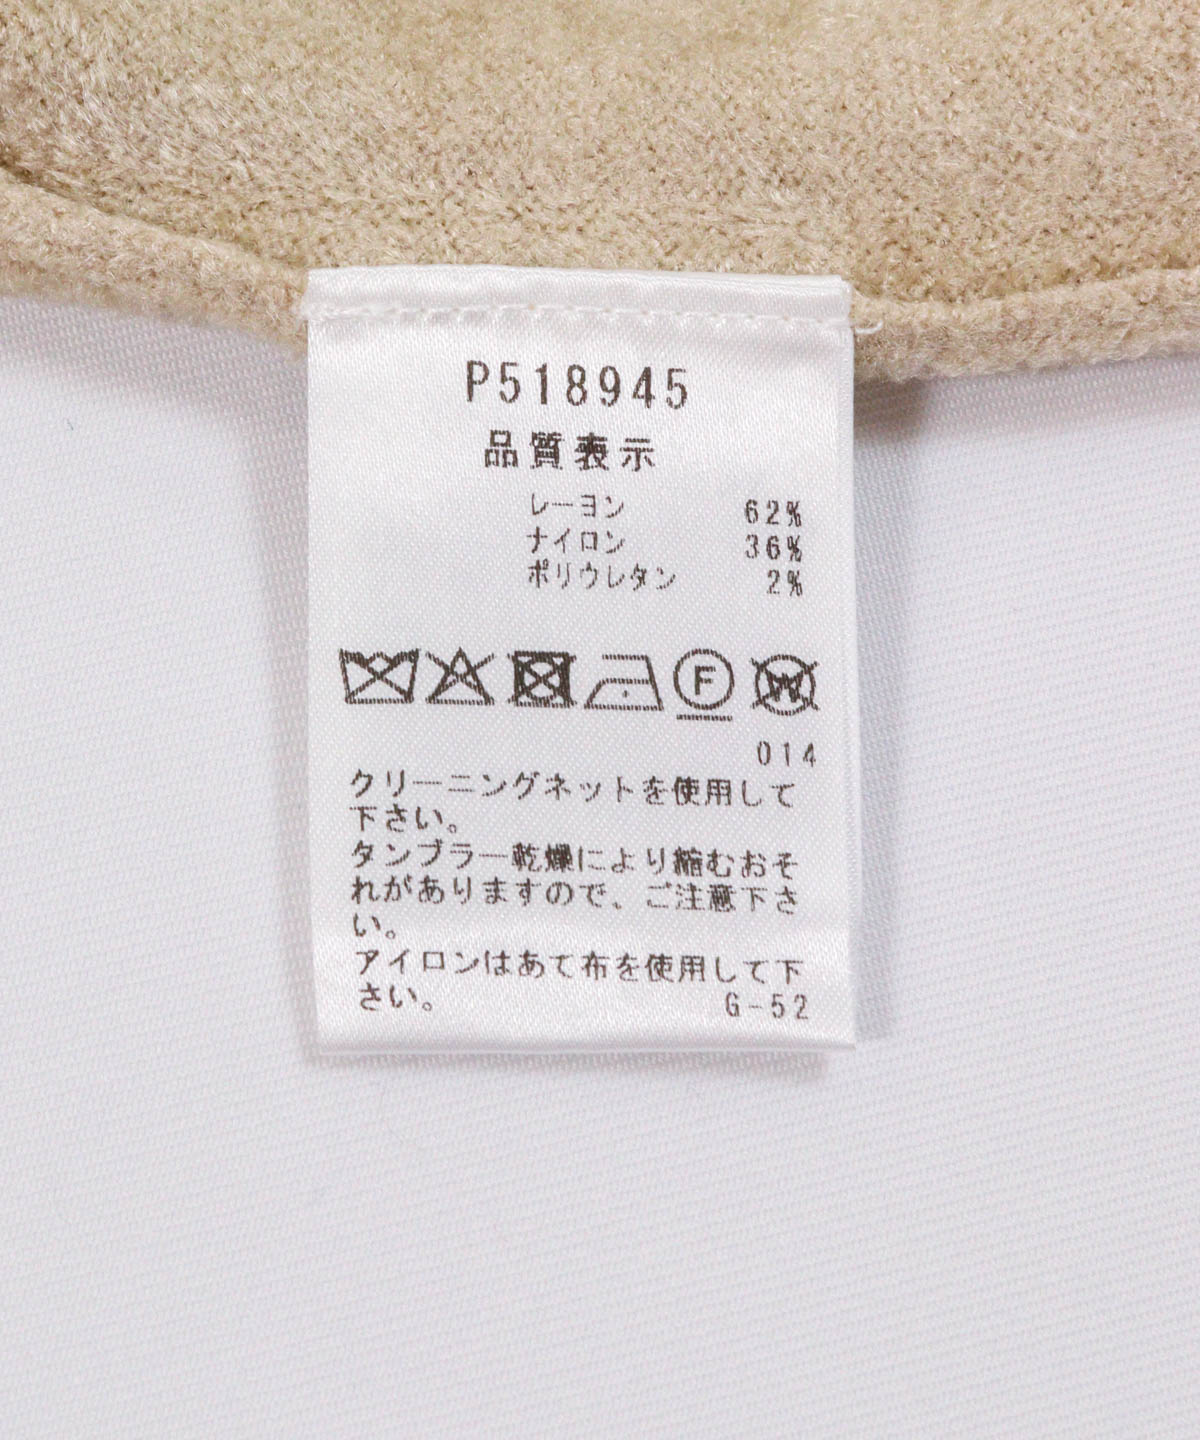 P518945
品質表示
レーヨン 62%
ナイロン 36%
ポリウレタン 2%
F W
014
クリーニングネットを使用して
下さい。
タンブラー乾燥により縮むおそ
れがありますので、ご注意下さ
い。
アイロンはあて布を使用して下
さい。 G-52